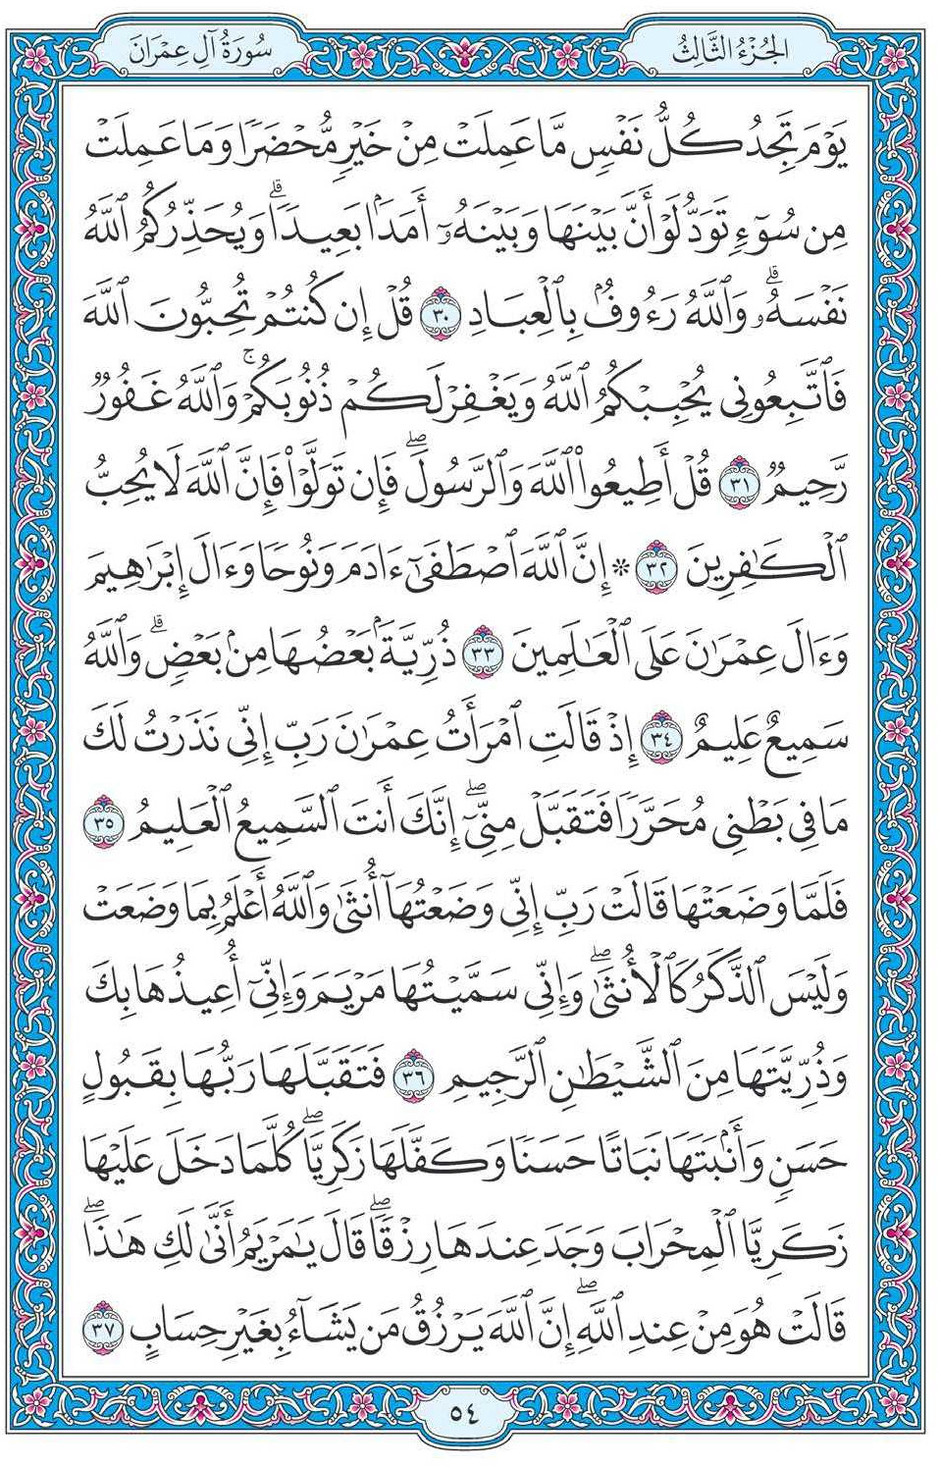 الجُزْءُ الثَّالِثُ
سُورَةُ آلِ عِمْرَانَ
يَوْمَ تَجِدُ كُلُّ نَفْسٍ مَّا عَمِلَتْ مِنْ خَيْرٍ مُّحْضَرًا وَمَا عَمِلَتْ
مِن سُوٓءٍ تَوَدُّ لَوْ أَنَّ بَيْنَهَا وَبَيْنَهُۥٓ أَمَدَۢا بَعِيدًاۗ وَيُحَذِّرُكُمُ ٱللَّهُ
نَفْسَهُۥۗ وَٱللَّهُ رَءُوفُۢ بِٱلْعِبَادِ ٣٠ قُلْ إِن كُنتُمْ تُحِبُّونَ ٱللَّهَ
فَٱتَّبِعُونِى يُحْبِبْكُمُ ٱللَّهُ وَيَغْفِرْ لَكُمْ ذُنُوبَكُمْۚ وَٱللَّهُ غَفُورٌ
رَّحِيمٌ ٣١ قُلْ أَطِيعُوا۟ ٱللَّهَ وَٱلرَّسُولَۖ فَإِن تَوَلَّوْا۟ فَإِنَّ ٱللَّهَ لَا يُحِبُّ
ٱلْكَـٰفِرِينَ ٣٢ ۞ إِنَّ ٱللَّهَ ٱصْطَفَىٰٓ ءَادَمَ وَنُوحًا وَءَالَ إِبْرَٰهِيمَ
وَءَالَ عِمْرَٰنَ عَلَى ٱلْعَـٰلَمِينَ ٣٣ ذُرِّيَّةَۢ بَعْضُهَا مِنۢ بَعْضٍۗ وَٱللَّهُ
سَمِيعٌ عَلِيمٌ ٣٤ إِذْ قَالَتِ ٱمْرَأَتُ عِمْرَٰنَ رَبِّ إِنِّى نَذَرْتُ لَكَ
مَا فِى بَطْنِى مُحَرَّرًا فَتَقَبَّلْ مِنِّىٓۖ إِنَّكَ أَنتَ ٱلسَّمِيعُ ٱلْعَلِيمُ ٣٥
فَلَمَّا وَضَعَتْهَا قَالَتْ رَبِّ إِنِّى وَضَعْتُهَآ أُنثَىٰ وَٱللَّهُ أَعْلَمُ بِمَا وَضَعَتْ
وَلَيْسَ ٱلذَّكَرُ كَٱلْأُنثَىٰۖ وَإِنِّى سَمَّيْتُهَا مَرْيَمَ وَإِنِّىٓ أُعِيذُهَا بِكَ
وَذُرِّيَّتَهَا مِنَ ٱلشَّيْطَـٰنِ ٱلرَّجِيمِ ٣٦ فَتَقَبَّلَهَا رَبُّهَا بِقَبُولٍ
حَسَنٍ وَأَنۢبَتَهَا نَبَاتًا حَسَنًا وَكَفَّلَهَا زَكَرِيَّاۖ كُلَّمَا دَخَلَ عَلَيْهَا
زَكَرِيَّا ٱلْمِحْرَابَ وَجَدَ عِندَهَا رِزْقًاۖ قَالَ يَـٰمَرْيَمُ أَنَّىٰ لَكِ هَـٰذَاۖ
قَالَتْ هُوَ مِنْ عِندِ ٱللَّهِۖ إِنَّ ٱللَّهَ يَرْزُقُ مَن يَشَآءُ بِغَيْرِ حِسَابٍ ٣٧
٥٤